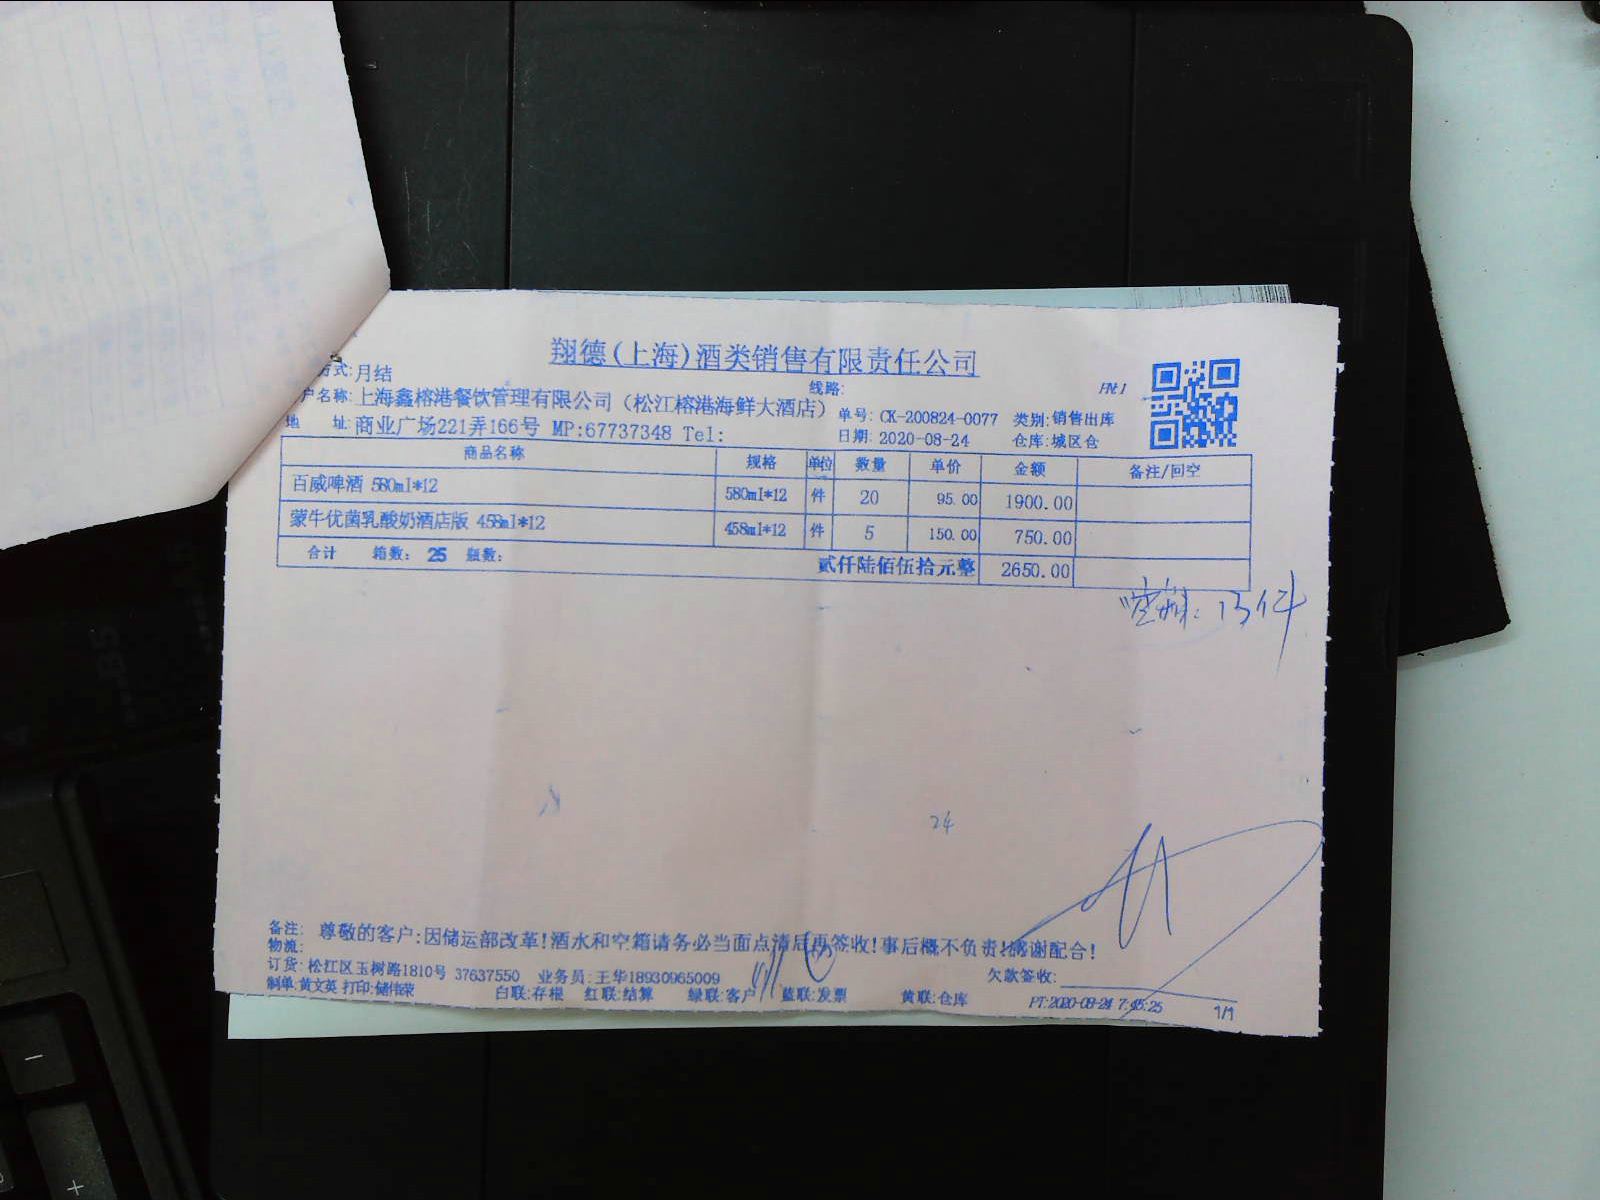 翔德(上海)酒类销售有限责任公司
方式:月结
线路:
户名称:上海鑫榕港餐饮管理有限公司(松江榕港海鲜大酒店)
单号:CK-200824-0077 类别:销售出库
地 址:商业广场221弄166号 MP:67737348 Tel:
日期:2020-08-24 仓库:城区仓
商品名称 规格 单位 数量 单价 金额 备注/回空
百威啤酒 580ml*12 580ml*12 件 20 95.00 1900.00
蒙牛优菌乳酸奶酒店版 458ml*12 458ml*12 件 5 150.00 750.00
合计 箱数: 25 瓶数: 贰仟陆佰伍拾元整 2650.00
24
备注: 尊敬的客户:因储运部改革!酒水和空箱请务必当面点清后再签收!事后概不负责!感谢配合!
物流:
订货:松江区玉树路1810号 37637550 业务员:王华18930965009 欠款签收:
制单:黄文英 打印:储伟荣 白联:存根 红联:结算 绿联:客户 蓝联:发票 黄联:仓库 PT:2020-08-24 7:45:25 1/1